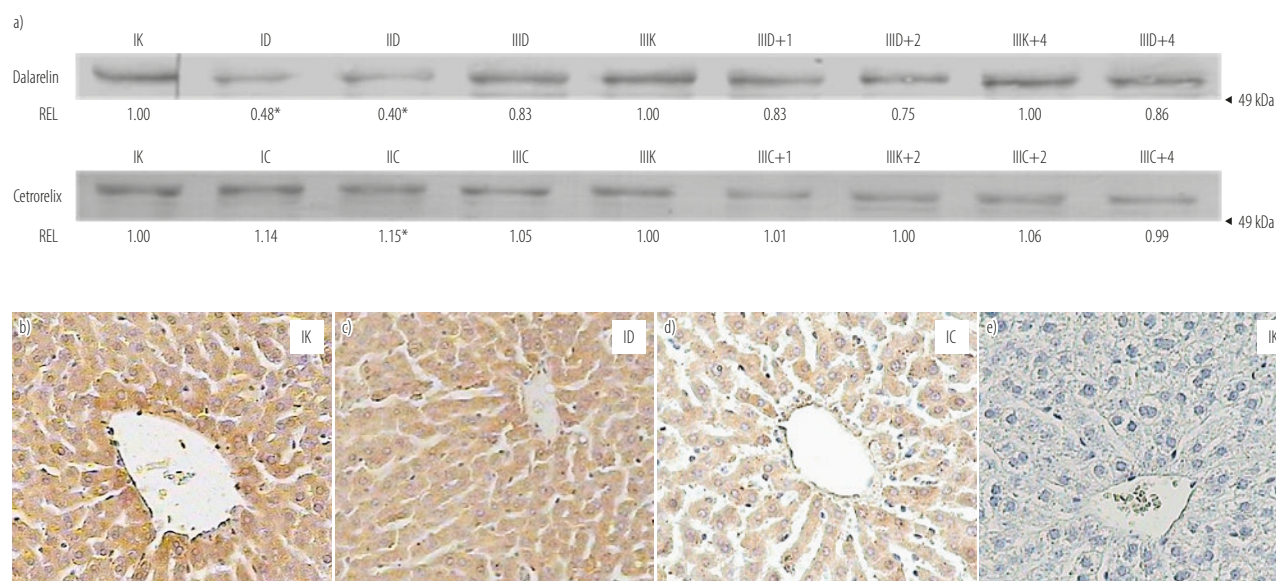 a)
IK ID IID IIID IIIK IIID+1 IIID+2 IIIK+4 IIID+4
Dalarelin
◄ 49 kDa
REL 1.00 0.48* 0.40* 0.83 1.00 0.83 0.75 1.00 0.86
IK IC IIC IIIC IIIK IIIC+1 IIIK+2 IIIC+2 IIIC+4
Cetrorelix
◄ 49 kDa
REL 1.00 1.14 1.15* 1.05 1.00 1.01 1.00 1.06 0.99
b) IK c) ID d) IC e) IK